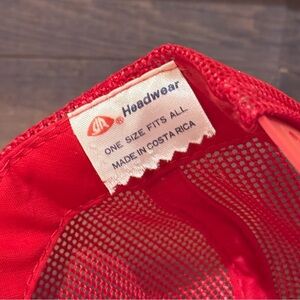 Headwear
ONE SIZE FITS ALL
MADE IN COSTA RICA